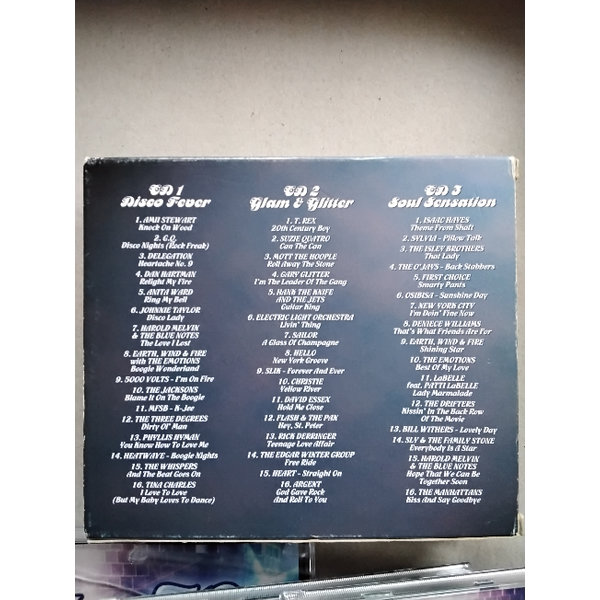 CD 1
Disco Fever
1. AMII STEWART
Knock On Wood
2. G.Q.
Disco Nights (Rock Freak)
3. DELEGATION
Heartache No. 9
4. DAN HARTMAN
Relight My Fire
5. ANITA WARD
Ring My Bell
6. JOHNNIE TAYLOR
Disco Lady
7. HAROLD MELVIN
& THE BLUE NOTES
The Love I Lost
8. EARTH, WIND & FIRE
with THE EMOTIONS
Boogie Wonderland
9. 5000 VOLTS - I'm On Fire
10. THE JACKSONS
Blame It On The Boogie
11. MFSB - K-Jee
12. THE THREE DEGREES
Dirty Ol' Man
13. PHYLLIS HYMAN
You Know How To Love Me
14. HEATWAVE - Boogie Nights
15. THE WHISPERS
And The Beat Goes On
16. TINA CHARLES
I Love To Love
(But My Baby Loves To Dance)
CD 2
Glam & Glitter
1. T. REX
20th Century Boy
2. SUZIE QUATRO
Can The Can
3. MOTT THE HOOPLE
Roll Away The Stone
4. GARY GLITTER
I'm The Leader Of The Gang
5. HANK THE KNIFE
AND THE JETS
Guitar King
6. ELECTRIC LIGHT ORCHESTRA
Livin' Thing
7. SAILOR
A Glass Of Champagne
8. HELLO
New York Groove
9. SLIK - Forever And Ever
10. CHRISTIE
Yellow River
11. DAVID ESSEX
Hold Me Close
12. FLASH & THE PAN
Hey, St. Peter
13. RICK DERRINGER
Teenage Love Affair
14. THE EDGAR WINTER GROUP
Free Ride
15. HEART - Straight On
16. ARGENT
God Gave Rock
And Roll To You
CD 3
Soul Sensation
1. ISAAC HAYES
Theme From Shaft
2. SYLVIA - Pillow Talk
3. THE ISLEY BROTHERS
That Lady
4. THE O'JAYS - Back Stabbers
5. FIRST CHOICE
Smarty Pants
6. OSIBISA - Sunshine Day
7. NEW YORK CITY
I'm Doin' Fine Now
8. DENIECE WILLIAMS
That's What Friends Are For
9. EARTH, WIND & FIRE
Shining Star
10. THE EMOTIONS
Best Of My Love
11. LaBELLE
feat. PATTI LaBELLE
Lady Marmalade
12. THE DRIFTERS
Kissin' In The Back Row
Of The Movie
13. BILL WITHERS - Lovely Day
14. SLY & THE FAMILY STONE
Everybody Is A Star
15. HAROLD MELVIN
& THE BLUE NOTES
Hope That We Can Be
Together Soon
16. THE MANHATTANS
Kiss And Say Goodbye